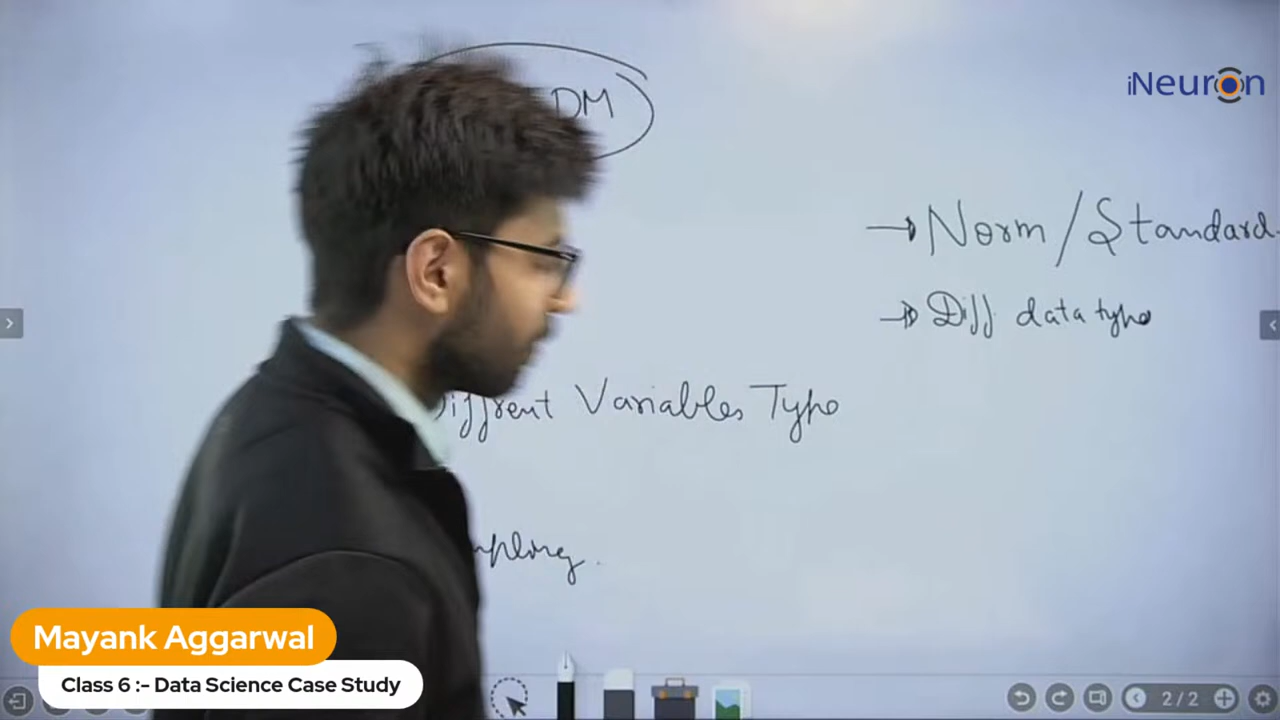 DM
iNeuron
→ Norm / Standard.
→ Diff data type
Diffrent Variables Type
Mayank Aggarwal
Class 6 :- Data Science Case Study
2/2